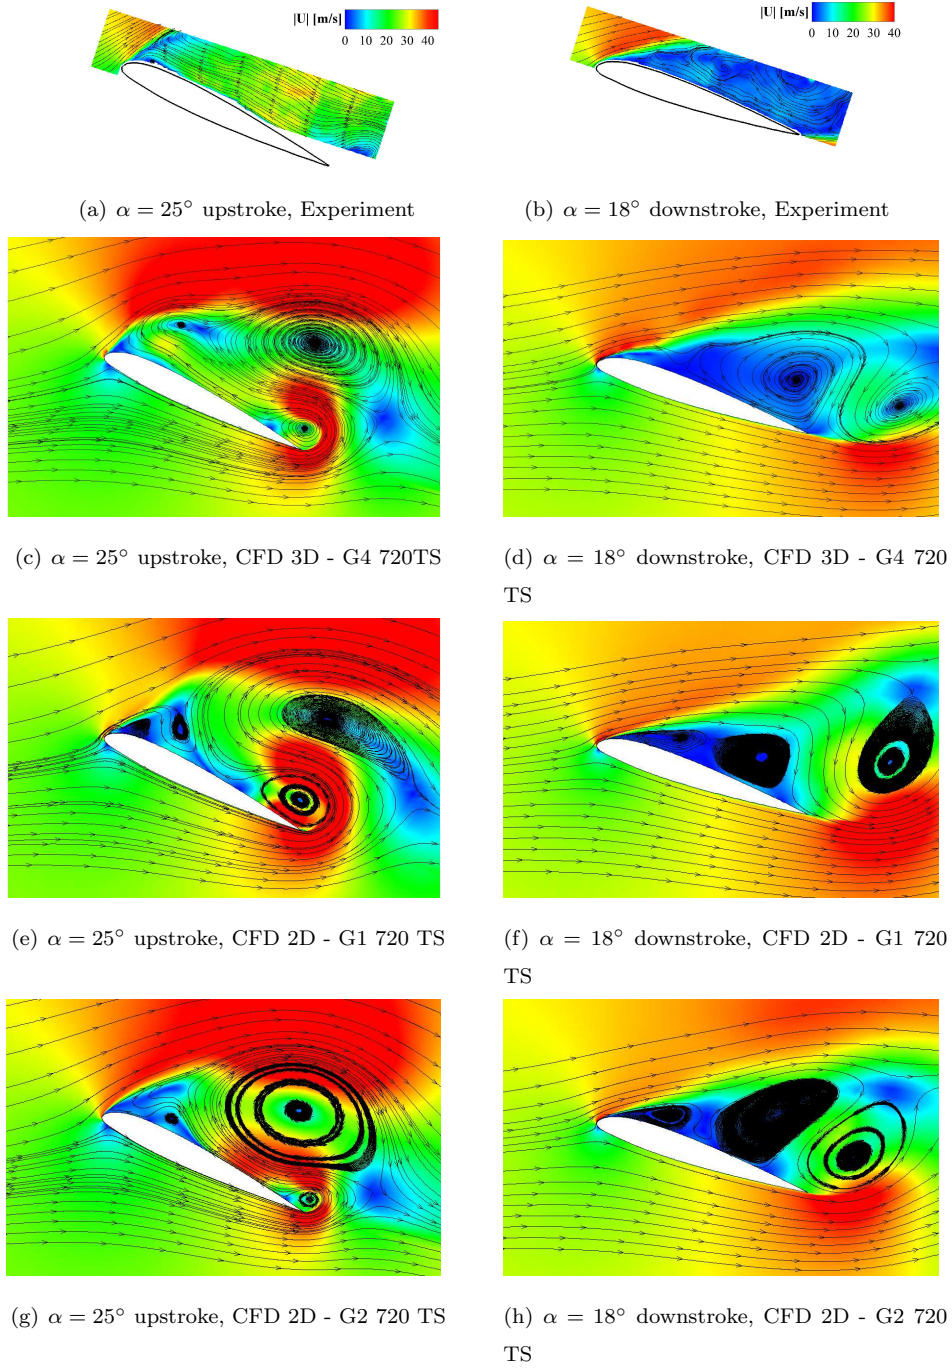 |U| [m/s]
0 10 20 30 40
|U| [m/s]
0 10 20 30 40
(a) α = 25° upstroke, Experiment
(b) α = 18° downstroke, Experiment
(c) α = 25° upstroke, CFD 3D - G4 720TS
(d) α = 18° downstroke, CFD 3D - G4 720
TS
(e) α = 25° upstroke, CFD 2D - G1 720 TS
(f) α = 18° downstroke, CFD 2D - G1 720
TS
(g) α = 25° upstroke, CFD 2D - G2 720 TS
(h) α = 18° downstroke, CFD 2D - G2 720
TS